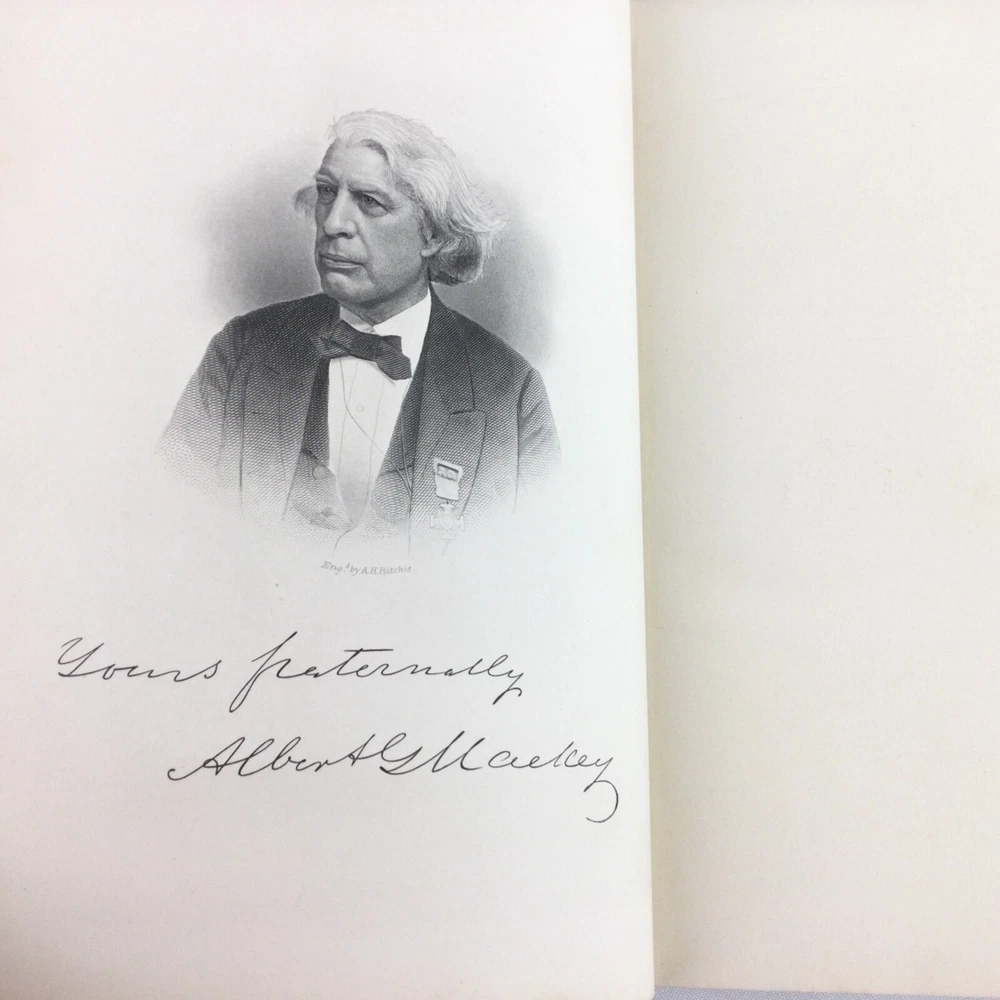 Eng.ᵈ by A.H. Ritchie.
Yours fraternally
Albert G Mackey